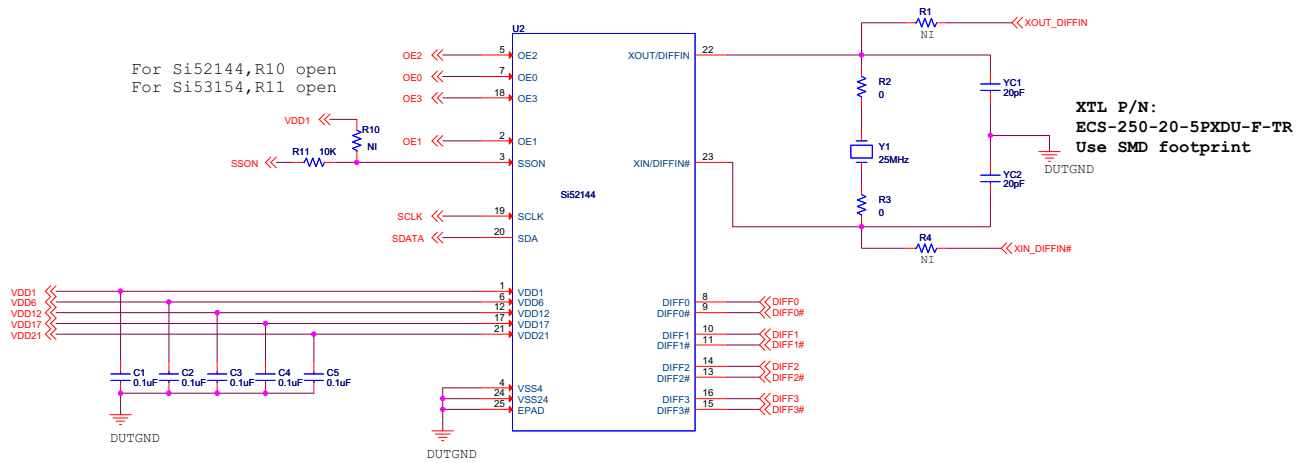 R1
NI
XOUT_DIFFIN
U2
OE2
5
OE2
XOUT/DIFFIN
22
For Si52144,R10 open
For Si53154,R11 open
OE0
7
OE0
OE3
18
OE3
R2
0
YC1
20pF
XTL P/N:
ECS-250-20-5PXDU-F-TR
Use SMD footprint
VDD1
R10
NI
OE1
2
OE1
R11 10K
SSON
3
SSON
XIN/DIFFIN#
23
Y1
25MHz
DUTGND
YC2
20pF
Si52144
R3
0
SCLK
19
SCLK
SDATA
20
SDA
R4
NI
XIN_DIFFIN#
VDD1
1
VDD1
VDD6
6
VDD6
VDD12
12
VDD12
VDD17
17
VDD17
VDD21
21
VDD21
DIFF0
8
DIFF0
DIFF0#
9
DIFF0#
DIFF1
10
DIFF1
DIFF1#
11
DIFF1#
DIFF2
14
DIFF2
DIFF2#
13
DIFF2#
DIFF3
16
DIFF3
DIFF3#
15
DIFF3#
C1
0.1uF
C2
0.1uF
C3
0.1uF
C4
0.1uF
C5
0.1uF
4
VSS4
24
VSS24
25
EPAD
DUTGND
DUTGND